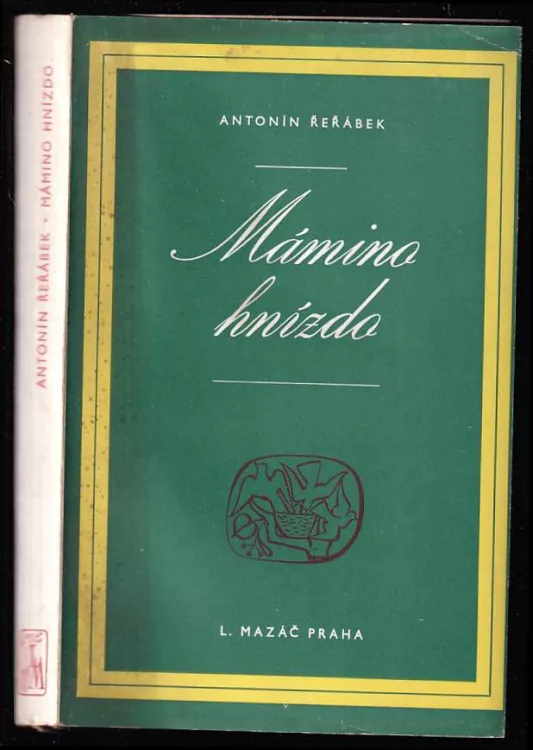 ANTONÍN ŘEŘÁBEK
Mámino
hnízdo
L. MAZÁČ PRAHA
ANTONÍN ŘEŘÁBEK • MÁMINO HNÍZDO